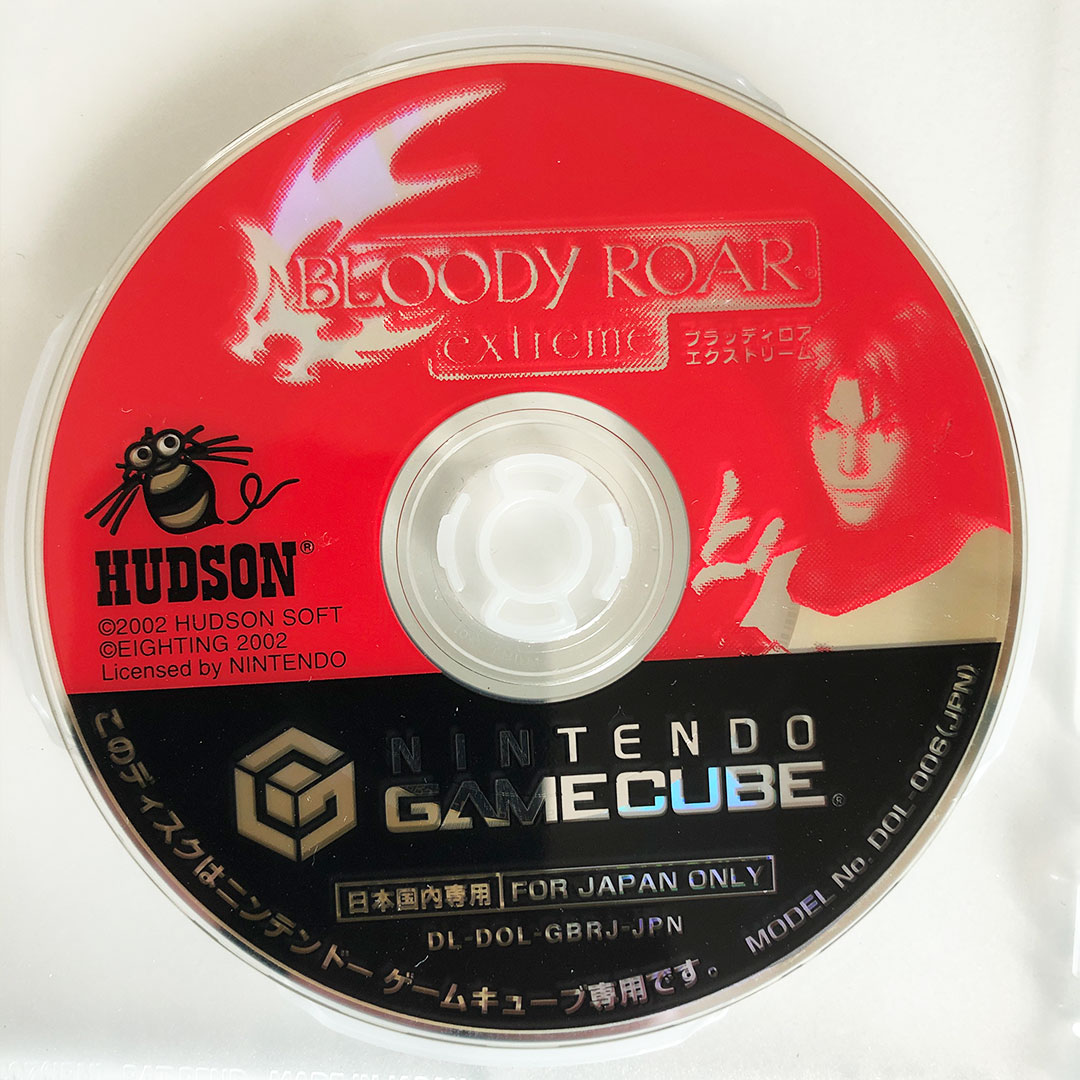 BLOODY ROAR®
extreme
ブラッディロア
エクストリーム
HUDSON®
©2002 HUDSON SOFT
©EIGHTING 2002
Licensed by NINTENDO
NINTENDO
GAMECUBE®
日本国内専用 FOR JAPAN ONLY
DL-DOL-GBRJ-JPN
このディスクはニンテンドー ゲームキューブ専用です。
MODEL No. DOL-006(JPN)
MADE IN JAPAN